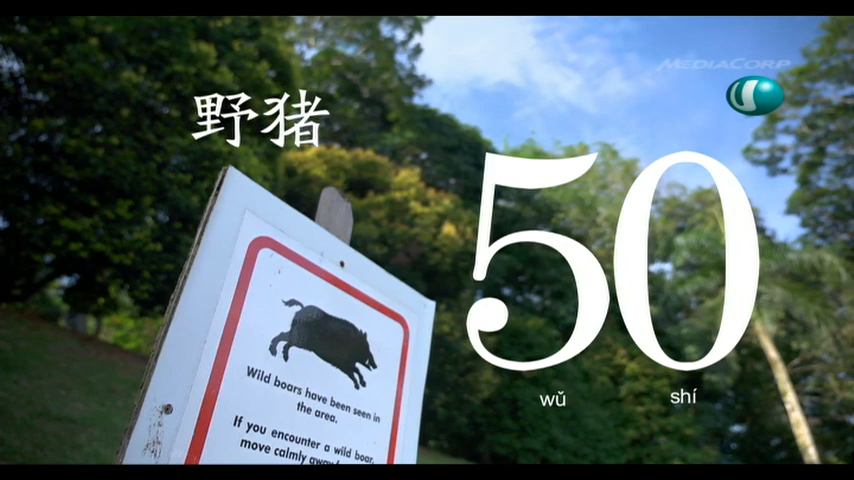 MEDIACORP
野猪
50
wǔ shí
Wild boars have been seen in
the area.
If you encounter a wild boar,
move calmly away